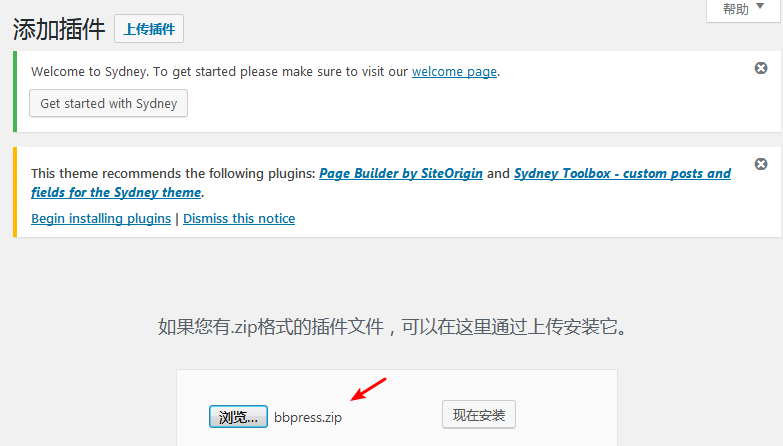 帮助
添加插件 上传插件
Welcome to Sydney. To get started please make sure to visit our welcome page.
Get started with Sydney
This theme recommends the following plugins: Page Builder by SiteOrigin and Sydney Toolbox - custom posts and
fields for the Sydney theme.
Begin installing plugins | Dismiss this notice
如果您有.zip格式的插件文件，可以在这里通过上传安装它。
浏览... bbpress.zip 现在安装